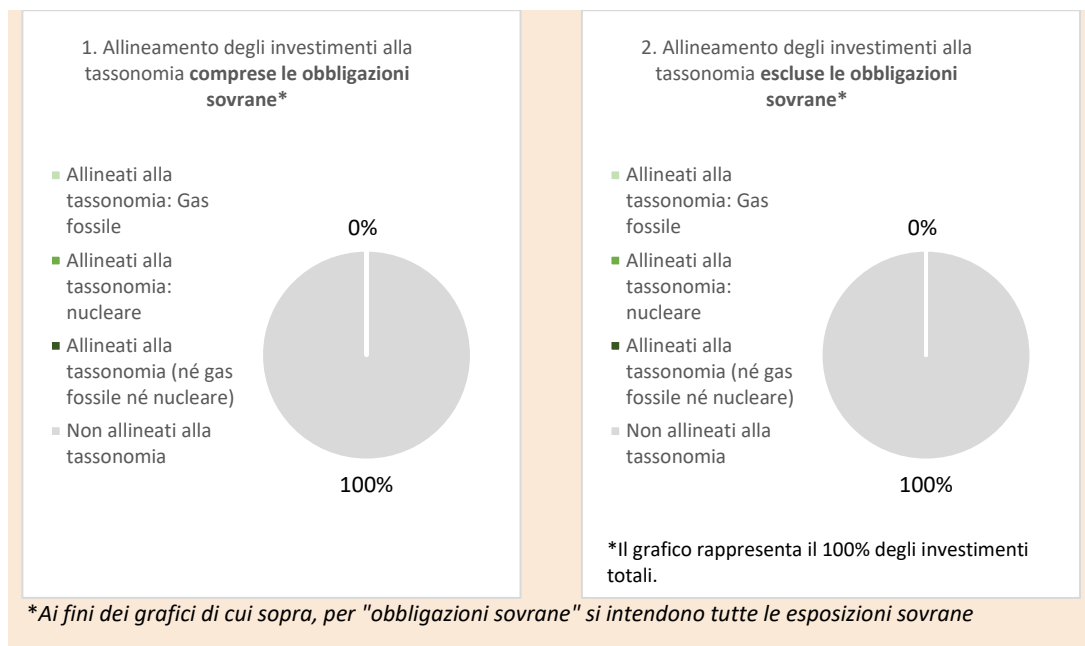 1. Allineamento degli investimenti alla
tassonomia comprese le obbligazioni
sovrane*
Allineati alla
tassonomia: Gas
fossile
Allineati alla
tassonomia:
nucleare
Allineati alla
tassonomia (né gas
fossile né nucleare)
Non allineati alla
tassonomia
0%
100%
2. Allineamento degli investimenti alla
tassonomia escluse le obbligazioni
sovrane*
Allineati alla
tassonomia: Gas
fossile
Allineati alla
tassonomia:
nucleare
Allineati alla
tassonomia (né gas
fossile né nucleare)
Non allineati alla
tassonomia
0%
100%
*Il grafico rappresenta il 100% degli investimenti
totali.
*Ai fini dei grafici di cui sopra, per "obbligazioni sovrane" si intendono tutte le esposizioni sovrane